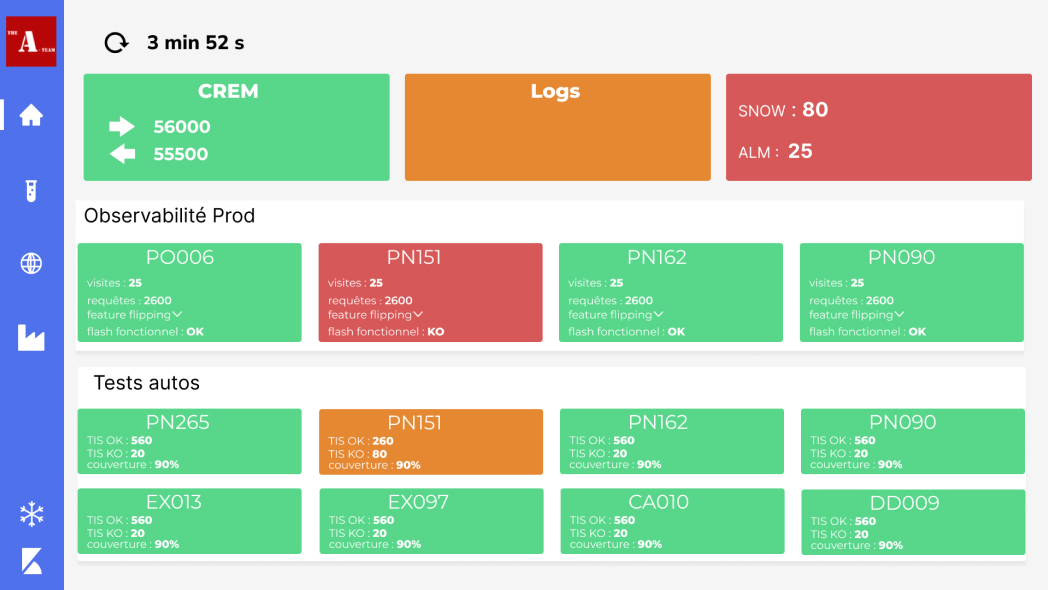 THE A-TEAM
3 min 52 s
CREM
56000
55500
Logs
SNOW : 80
ALM : 25
Observabilité Prod
PO006
visites : 25
requêtes : 2600
feature flipping
flash fonctionnel : OK
PN151
visites : 25
requêtes : 2600
feature flipping
flash fonctionnel : KO
PN162
visites : 25
requêtes : 2600
feature flipping
flash fonctionnel : OK
PN090
visites : 25
requêtes : 2600
feature flipping
flash fonctionnel : OK
Tests autos
PN265
TIS OK : 560
TIS KO : 20
couverture : 90%
PN151
TIS OK : 260
TIS KO : 80
couverture : 90%
PN162
TIS OK : 560
TIS KO : 20
couverture : 90%
PN090
TIS OK : 560
TIS KO : 20
couverture : 90%
EX013
TIS OK : 560
TIS KO : 20
couverture : 90%
EX097
TIS OK : 560
TIS KO : 20
couverture : 90%
CA010
TIS OK : 560
TIS KO : 20
couverture : 90%
DD009
TIS OK : 560
TIS KO : 20
couverture : 90%